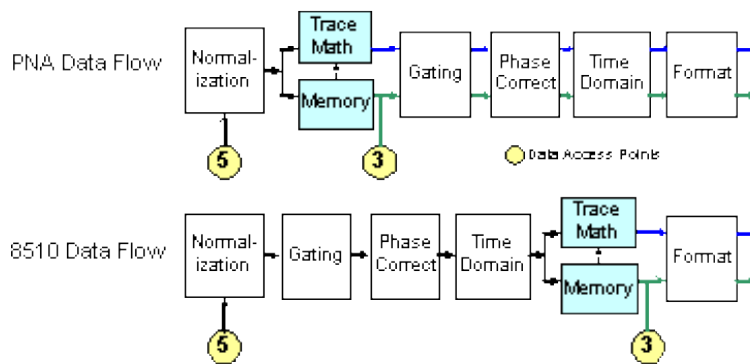 PNA Data Flow
Normal-
ization
Trace
Math
Memory
Gating
Phase
Correct
Time
Domain
Format
5
3
Data Access Points
8510 Data Flow
Normal-
ization
Gating
Phase
Correct
Time
Domain
Trace
Math
Memory
Format
5
3